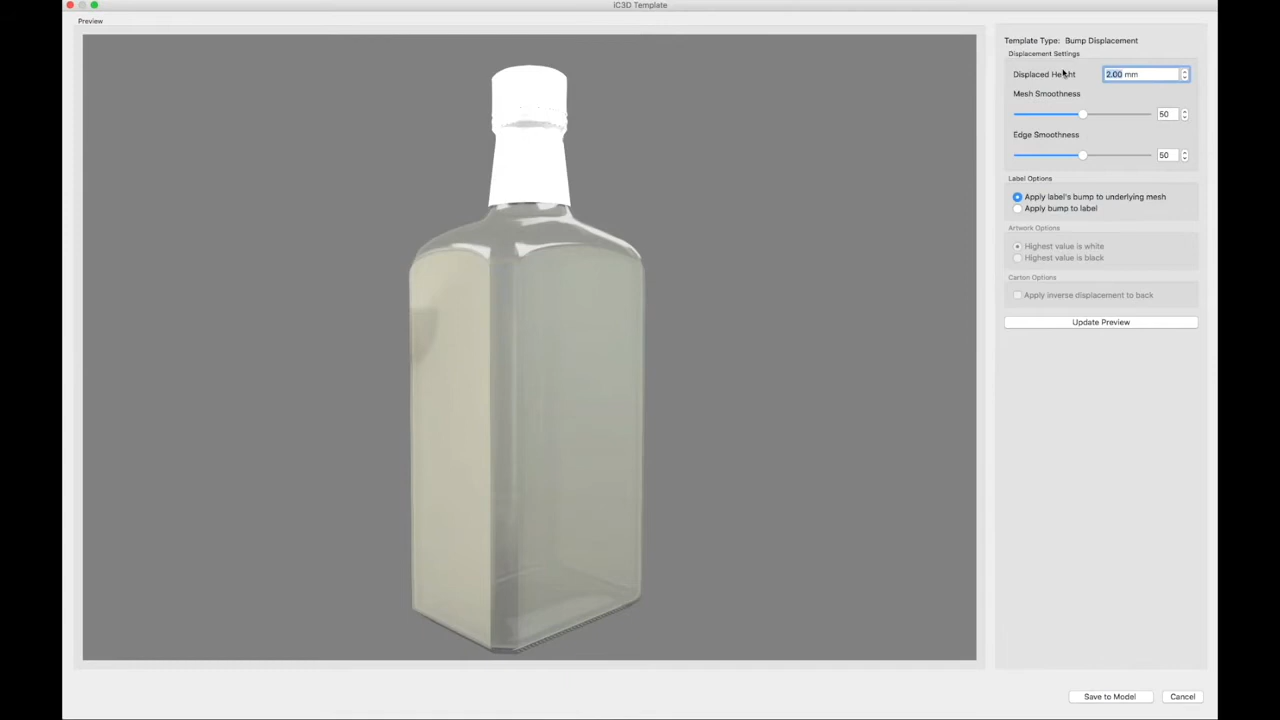 iC3D Template
Preview
Template Type: Bump Displacement
Displacement Settings
Displaced Height 2.00 mm
Mesh Smoothness
50
Edge Smoothness
50
Label Options
Apply label's bump to underlying mesh
Apply bump to label
Artwork Options
Highest value is white
Highest value is black
Carton Options
Apply inverse displacement to back
Update Preview
Save to Model Cancel